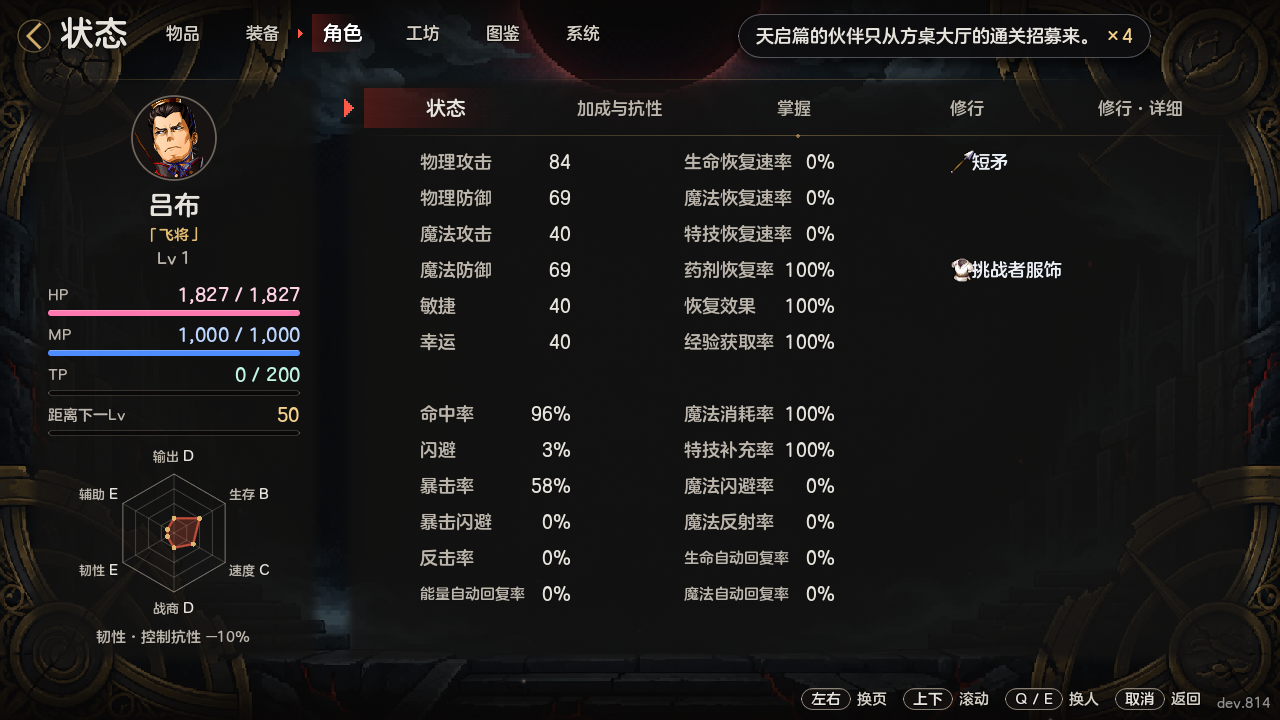 状态 物品 装备 角色 工坊 图鉴 系统
天启篇的伙伴只从方桌大厅的通关招募来。 ×4
状态 加成与抗性 掌握 修行 修行·详细
吕布
「飞将」
Lv 1
HP 1,827 / 1,827
MP 1,000 / 1,000
TP 0 / 200
距离下一Lv 50
输出 D
辅助 E 生存 B
韧性 E 速度 C
战商 D
韧性·控制抗性 −10%
物理攻击 84 生命恢复速率 0% 短矛
物理防御 69 魔法恢复速率 0%
魔法攻击 40 特技恢复速率 0%
魔法防御 69 药剂恢复率 100% 挑战者服饰
敏捷 40 恢复效果 100%
幸运 40 经验获取率 100%
命中率 96% 魔法消耗率 100%
闪避 3% 特技补充率 100%
暴击率 58% 魔法闪避率 0%
暴击闪避 0% 魔法反射率 0%
反击率 0% 生命自动回复率 0%
能量自动回复率 0% 魔法自动回复率 0%
左右 换页 上下 滚动 Q / E 换人 取消 返回 dev.814